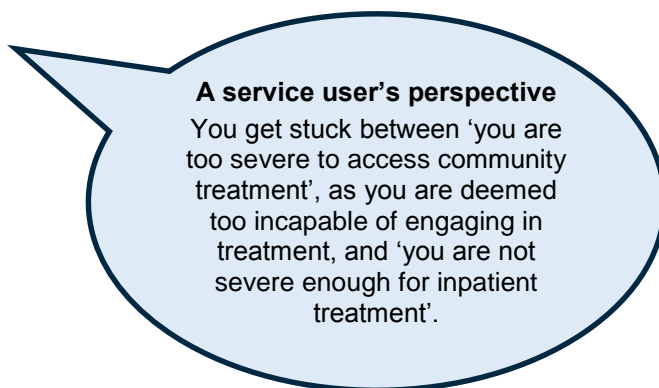 A service user’s perspective
You get stuck between ‘you are
too severe to access community
treatment’, as you are deemed
too incapable of engaging in
treatment, and ‘you are not
severe enough for inpatient
treatment’.